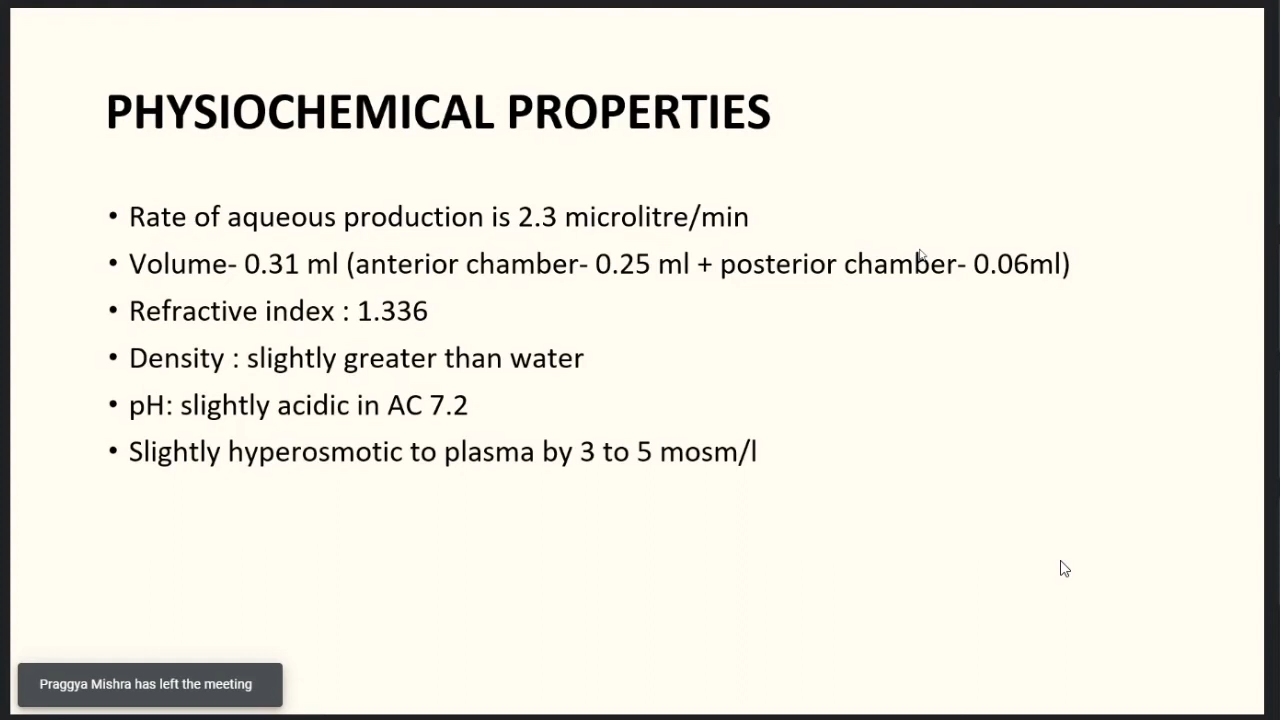 PHYSIOCHEMICAL PROPERTIES
• Rate of aqueous production is 2.3 microlitre/min
• Volume- 0.31 ml (anterior chamber- 0.25 ml + posterior chamber- 0.06ml)
• Refractive index : 1.336
• Density : slightly greater than water
• pH: slightly acidic in AC 7.2
• Slightly hyperosmotic to plasma by 3 to 5 mosm/l
Praggya Mishra has left the meeting